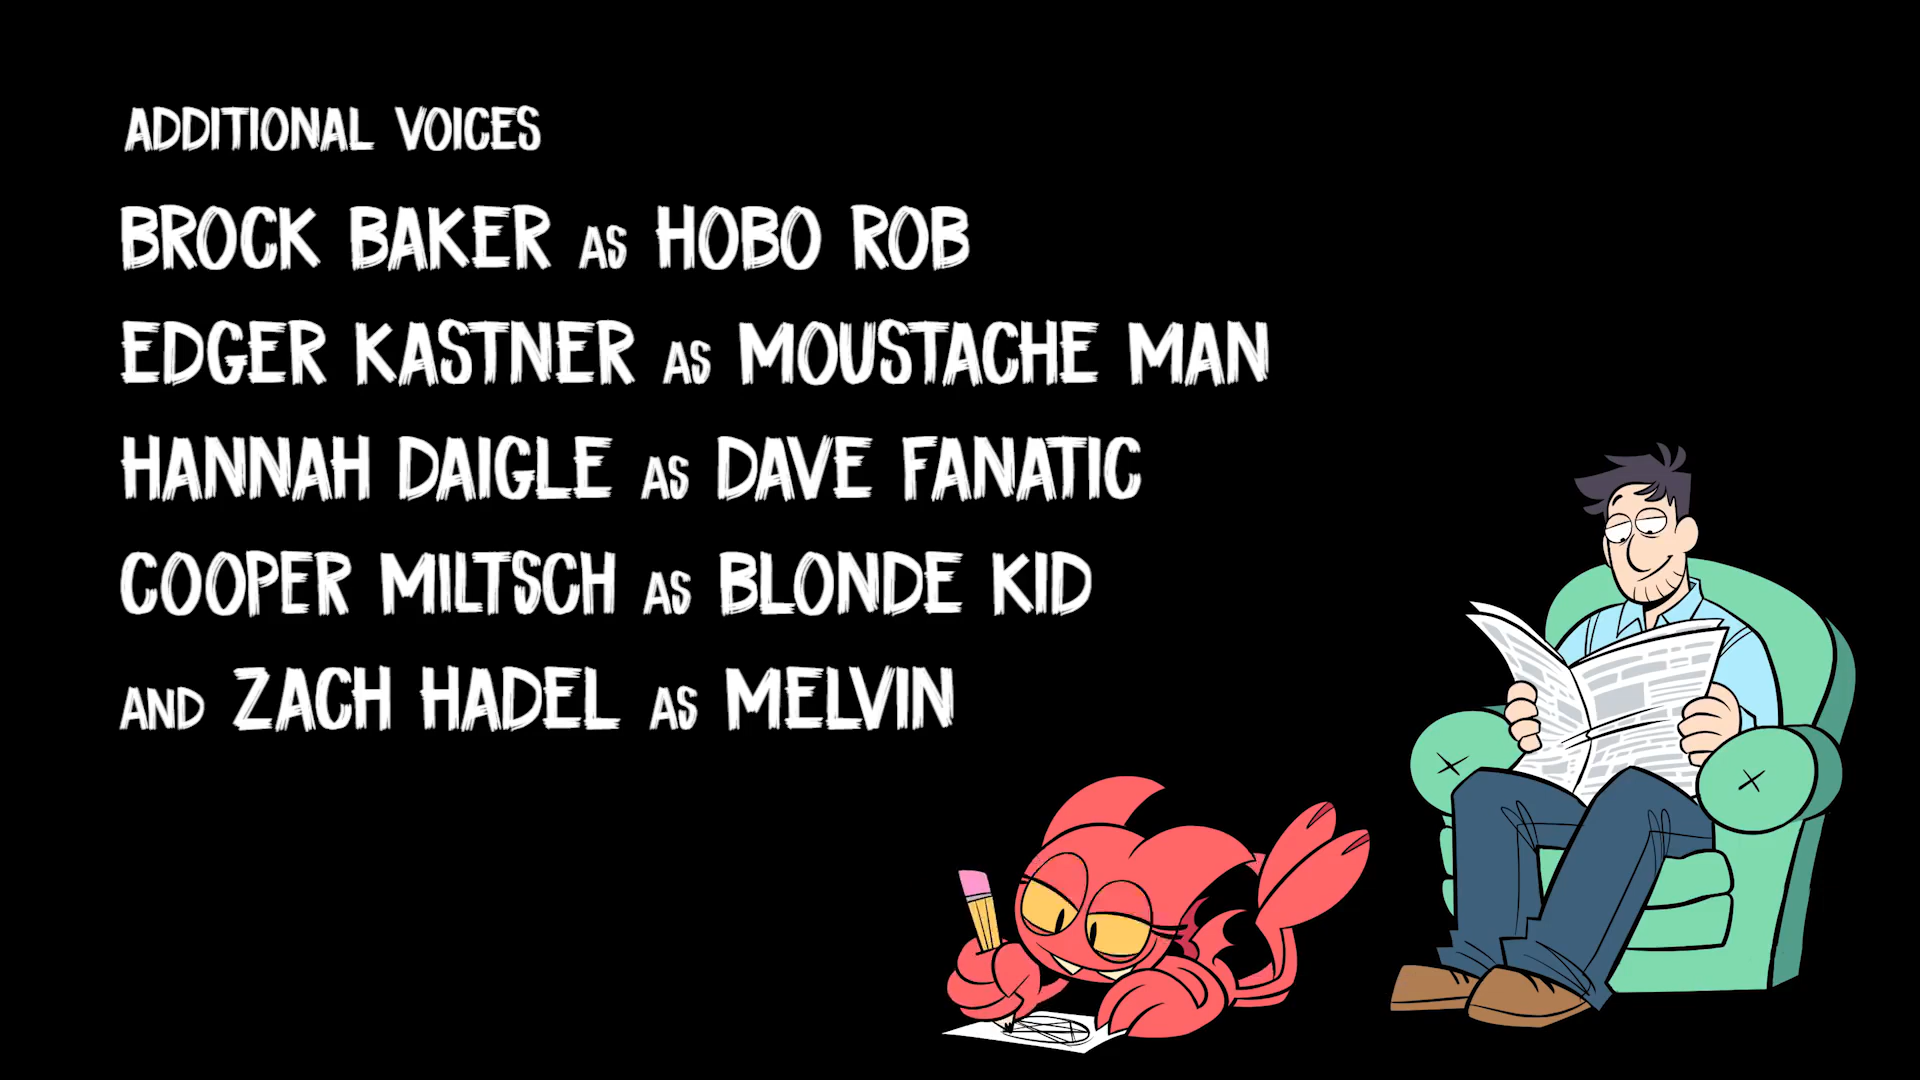 ADDITIONAL VOICES
BROCK BAKER AS HOBO ROB
EDGER KASTNER AS MOUSTACHE MAN
HANNAH DAIGLE AS DAVE FANATIC
COOPER MILTSCH AS BLONDE KID
AND ZACH HADEL AS MELVIN